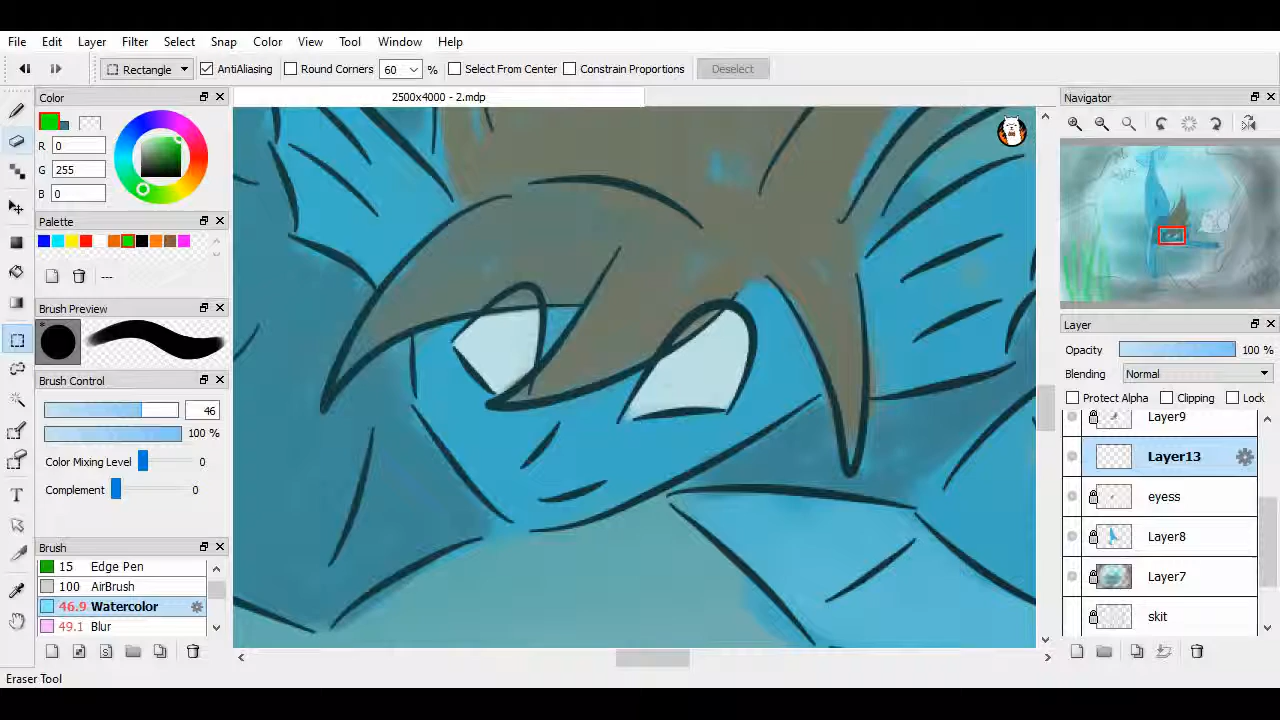 File Edit Layer Filter Select Snap Color View Tool Window Help
Rectangle AntiAliasing Round Corners 60 % Select From Center Constrain Proportions Deselect
Color
2500x4000 - 2.mdp
Navigator
R 0
G 255
B 0
Palette
---
Brush Preview
Layer
Opacity 100 %
Blending Normal
Brush Control
Protect Alpha Clipping Lock
46
100 %
Layer9
Color Mixing Level 0
Layer13
Complement 0
eyess
Layer8
Brush
15 Edge Pen
100 AirBrush
Layer7
46.9 Watercolor
49.1 Blur
skit
Eraser Tool